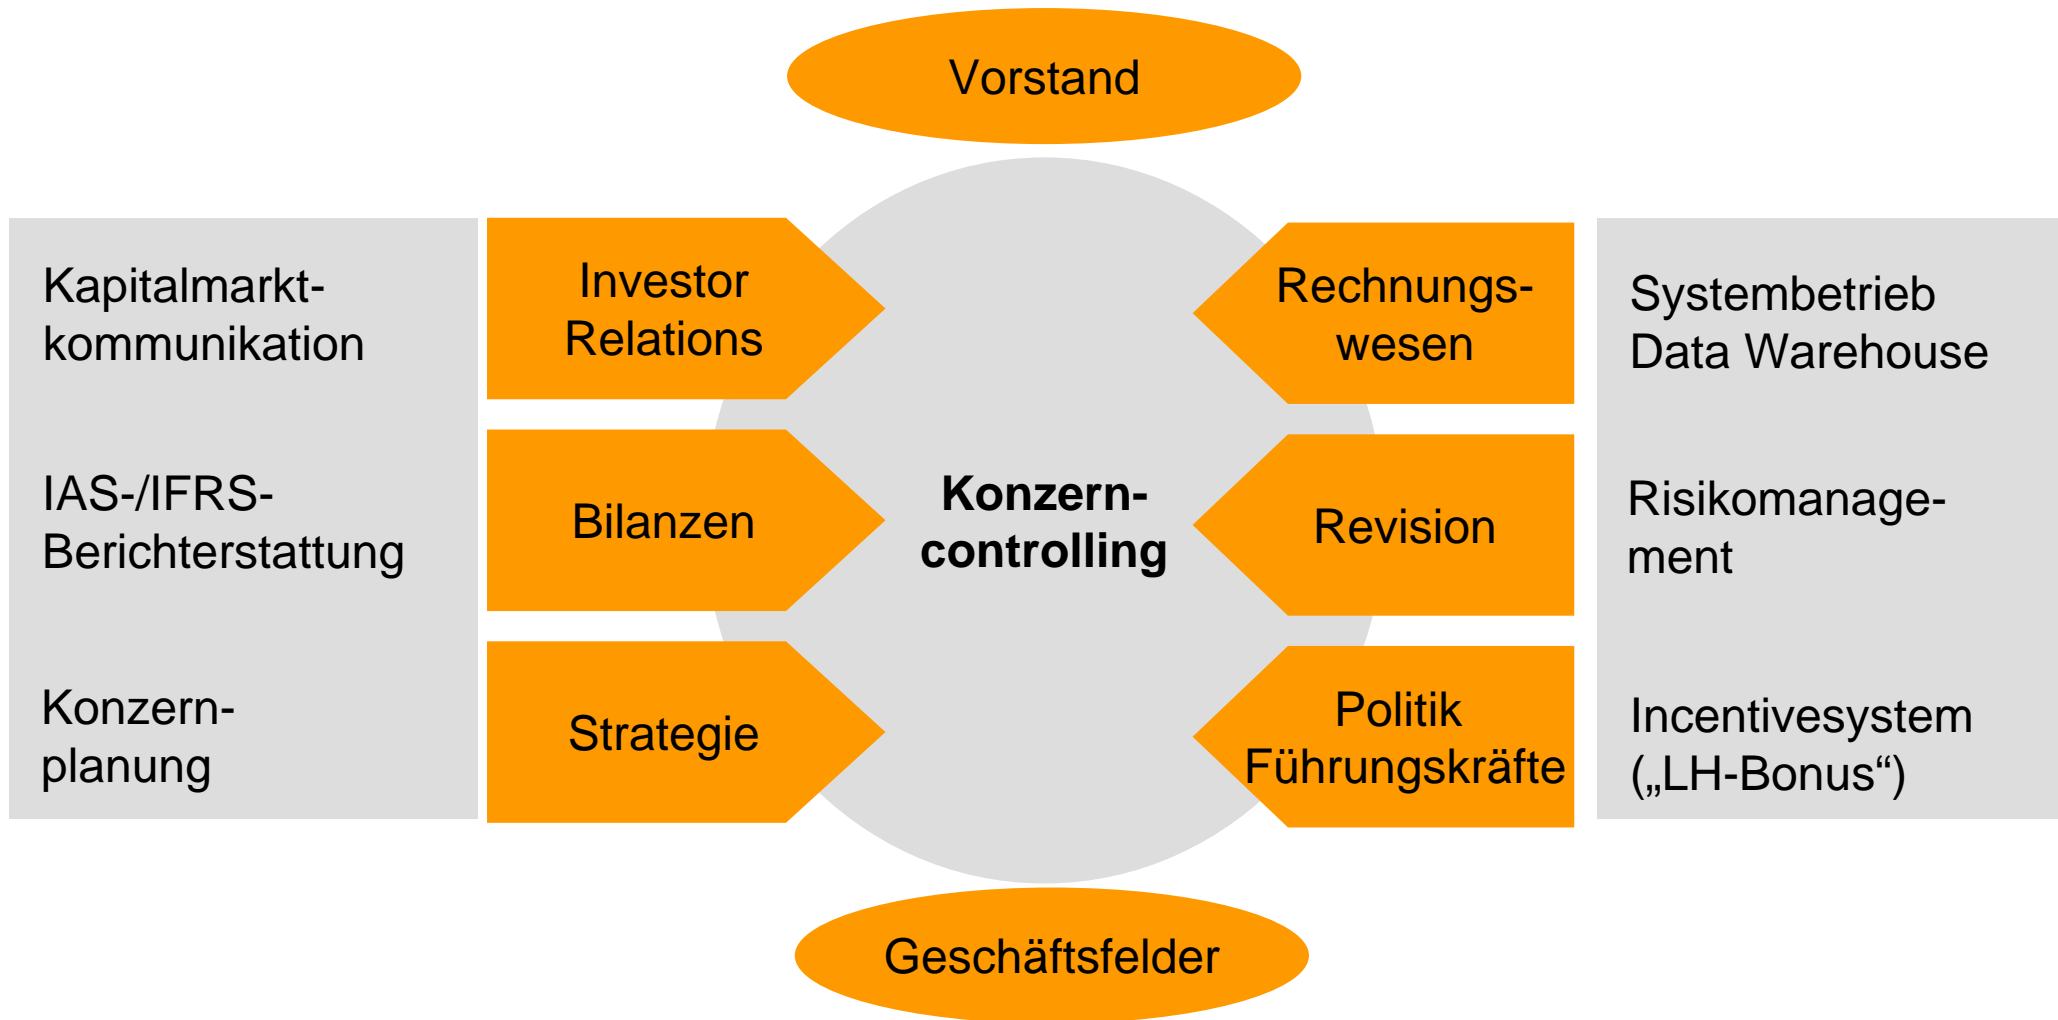 Vorstand
Kapitalmarkt-
kommunikation
Investor
Relations
Rechnungs-
wesen
Systembetrieb
Data Warehouse
IAS-/IFRS-
Berichterstattung
Bilanzen
Konzern-
controlling
Revision
Risikomanage-
ment
Konzern-
planung
Strategie
Politik
Führungskräfte
Incentivesystem
(„LH-Bonus“)
Geschäftsfelder